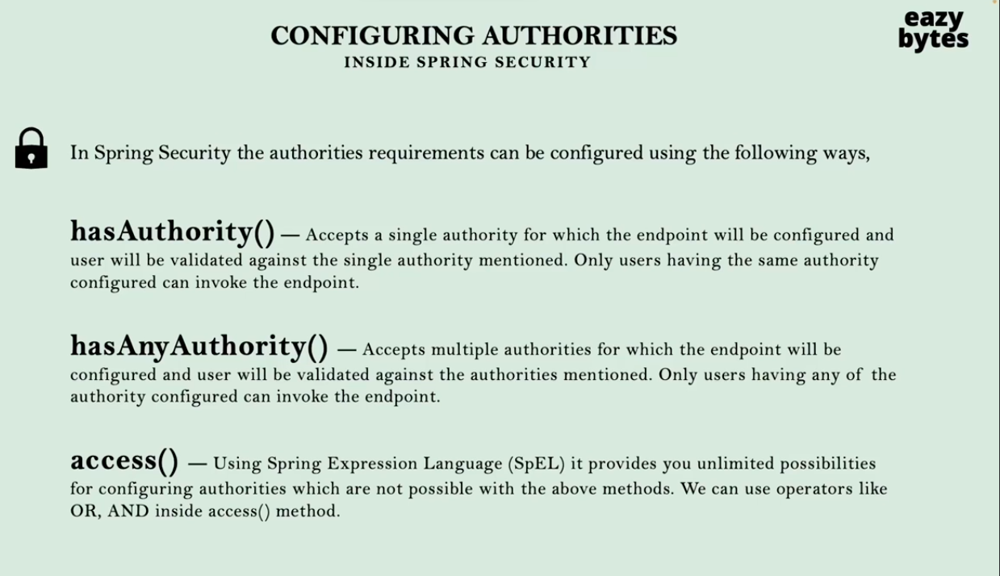 eazy
bytes
CONFIGURING AUTHORITIES
INSIDE SPRING SECURITY
In Spring Security the authorities requirements can be configured using the following ways,
hasAuthority() — Accepts a single authority for which the endpoint will be configured and
user will be validated against the single authority mentioned. Only users having the same authority
configured can invoke the endpoint.
hasAnyAuthority() — Accepts multiple authorities for which the endpoint will be
configured and user will be validated against the authorities mentioned. Only users having any of the
authority configured can invoke the endpoint.
access() — Using Spring Expression Language (SpEL) it provides you unlimited possibilities
for configuring authorities which are not possible with the above methods. We can use operators like
OR, AND inside access() method.